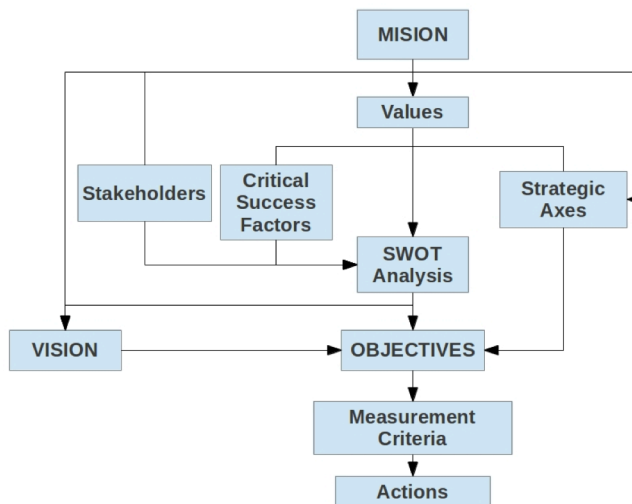 MISION
Values
Stakeholders
Critical
Success
Factors
Strategic
Axes
SWOT
Analysis
VISION
OBJECTIVES
Measurement
Criteria
Actions